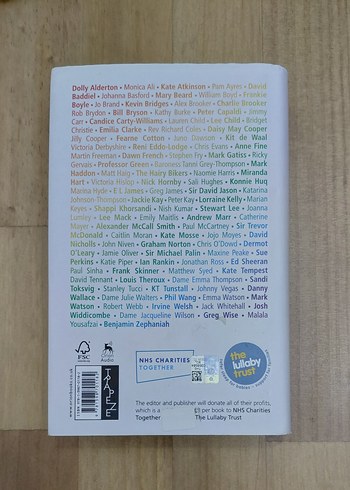 Dolly Alderton • Monica Ali • Kate Atkinson • Pam Ayres • David
Baddiel • Johanna Basford • Mary Beard • William Boyd • Frankie
Boyle • Jo Brand • Kevin Bridges • Alex Brooker • Charlie Brooker
Rob Brydon • Bill Bryson • Kathy Burke • Peter Capaldi • Jimmy
Carr • Candice Carty-Williams • Lauren Child • Lee Child • Bridget
Christie • Emilia Clarke • Rev Richard Coles • Daisy May Cooper
Jilly Cooper • Fearne Cotton • Juno Dawson • Kit de Waal
Victoria Derbyshire • Reni Eddo-Lodge • Chris Evans • Anne Fine
Martin Freeman • Dawn French • Stephen Fry • Mark Gatiss • Ricky
Gervais • Professor Green • Baroness Tanni Grey-Thompson • Mark
Haddon • Matt Haig • The Hairy Bikers • Naomie Harris • Miranda
Hart • Victoria Hislop • Nick Hornby • Sali Hughes • Konnie Huq
Marina Hyde • E L James • Greg James • Sir David Jason • Katarina
Johnson Thompson • Jackie Kay • Peter Kay • Lorraine Kelly • Marian
Keyes • Shappi Khorsandi • Nish Kumar • Stewart Lee • Joanna
Lumley • Lee Mack • Emily Maitlis • Andrew Marr • Catherine
Mayer • Alexander McCall Smith • Paul McCartney • Sir Trevor
McDonald • Caitlin Moran • Kate Mosse • Jojo Moyes • David
Nicholls • John Niven • Graham Norton • Chris O'Dowd • Dermot
O'Leary • Jamie Oliver • Sir Michael Palin • Maxine Peake • Sue
Perkins • Katie Piper • Ian Rankin • Jonathan Ross • Ed Sheeran
Paul Sinha • Frank Skinner • Matthew Syed • Kate Tempest
David Tennant • Louis Theroux • Dame Emma Thompson • Sandi
Toksvig • Stanley Tucci • KT Tunstall • Johnny Vegas • Danny
Wallace • Dame Julie Walters • Phil Wang • Emma Watson • Mark
Watson • Robert Webb • Irvine Welsh • Jack Whitehall • Josh
Widdicombe • Dame Jacqueline Wilson • Greg Wise • Malala
Yousafzai • Benjamin Zephaniah
FSC
Audio
TRAPEZE
NHS CHARITIES
TOGETHER
the
lullaby
trust
The editor and publisher will donate all of their profits,
which is a £3 per book to NHS Charities
Together The Lullaby Trust